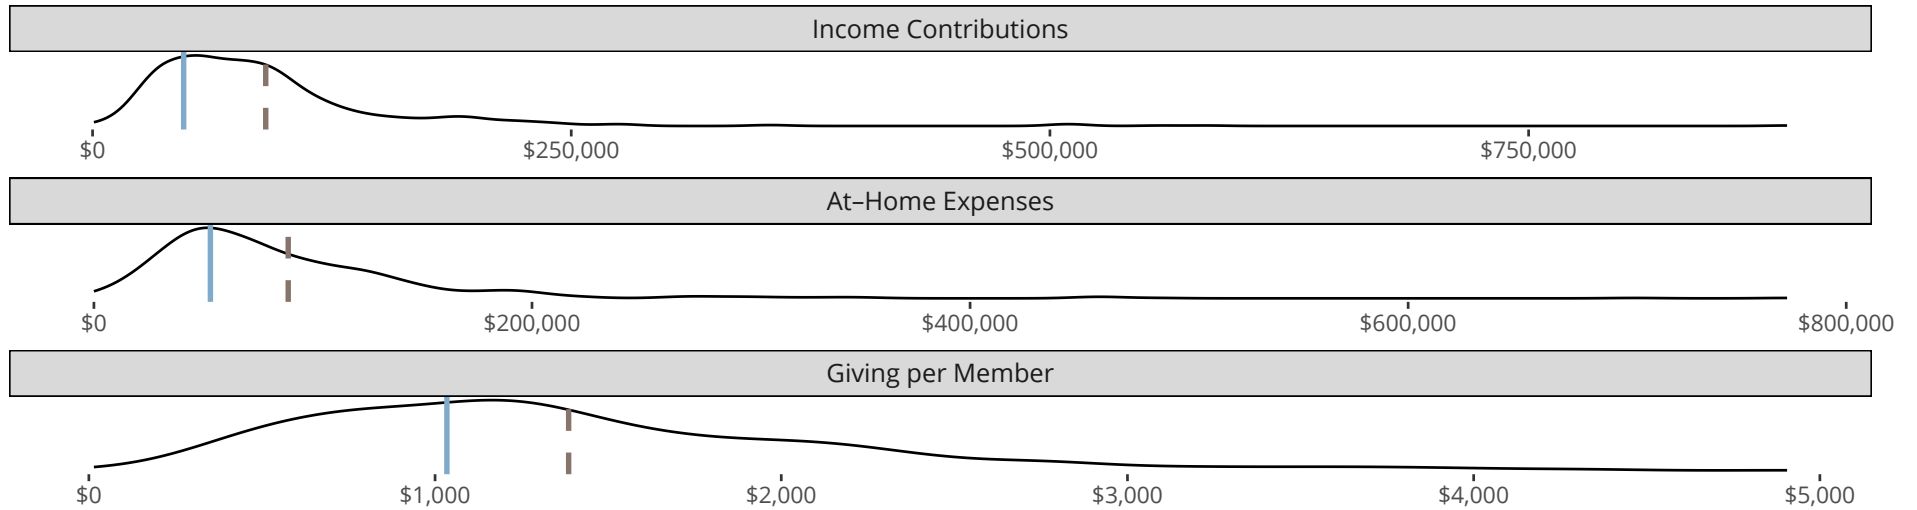 Income Contributions
$0 $250,000 $500,000 $750,000
At–Home Expenses
$0 $200,000 $400,000 $600,000 $800,000
Giving per Member
$0 $1,000 $2,000 $3,000 $4,000 $5,000